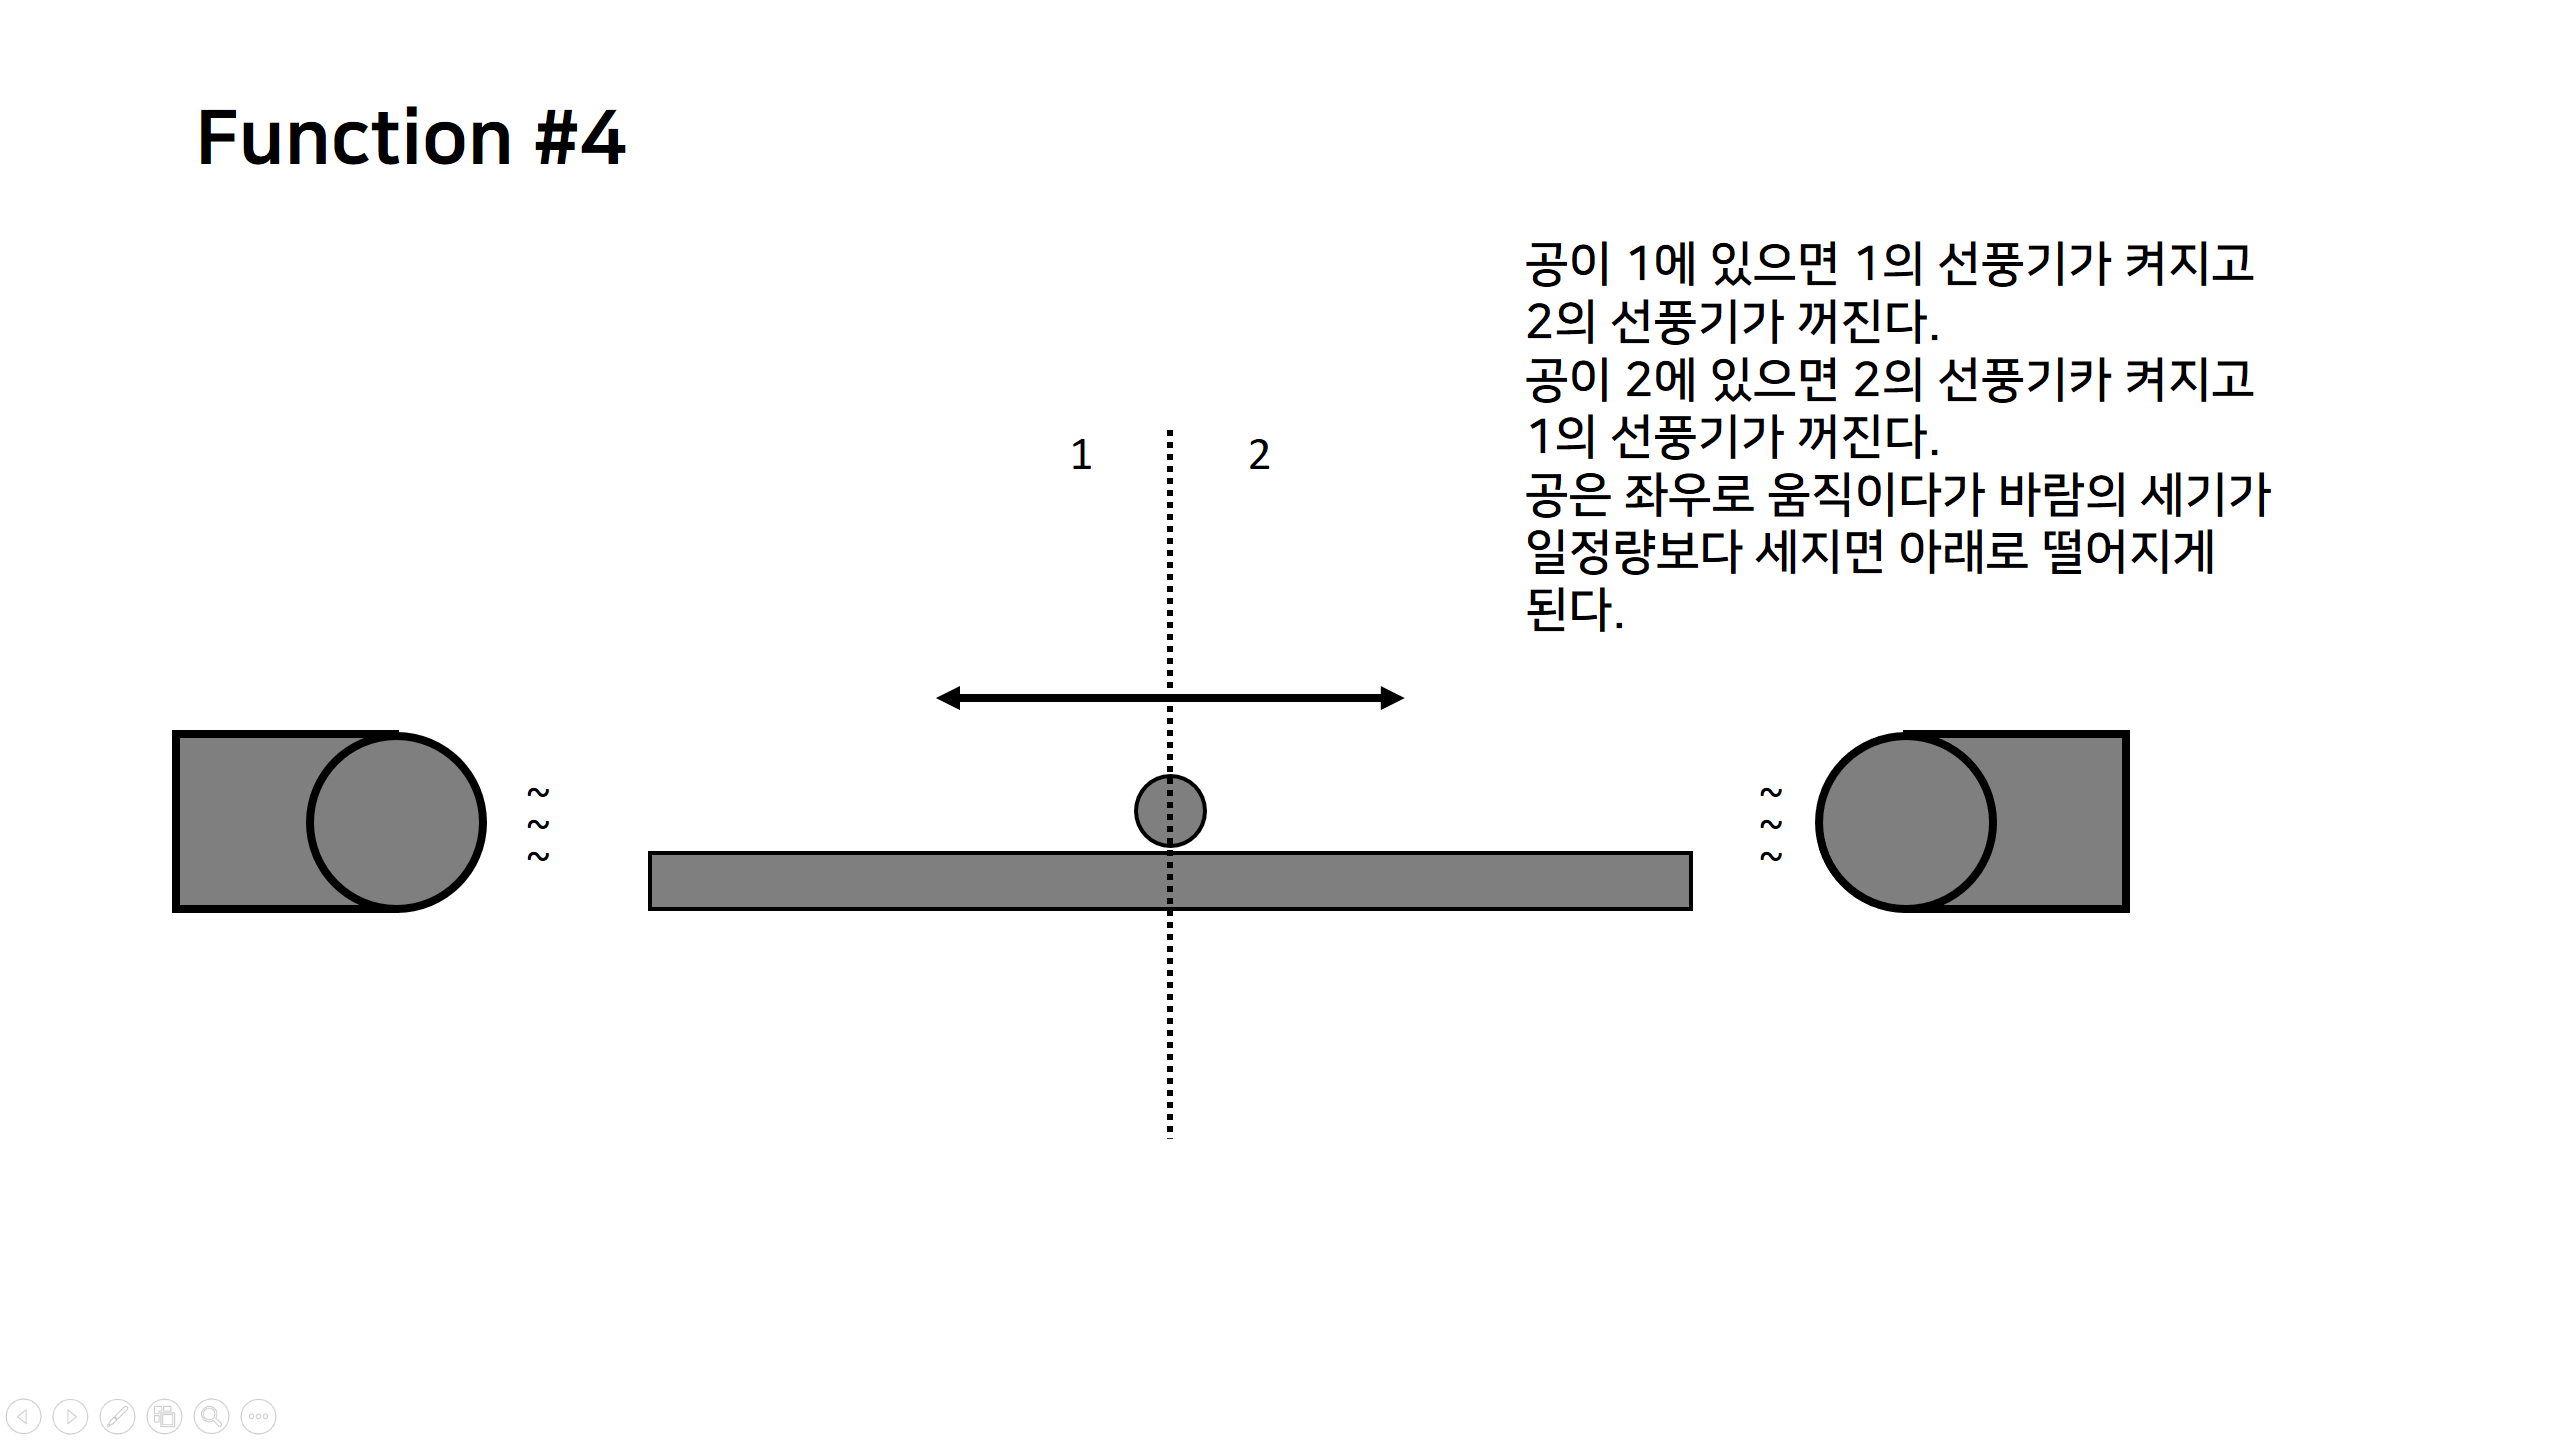 Function #4
공이 1에 있으면 1의 선풍기가 켜지고
2의 선풍기가 꺼진다.
공이 2에 있으면 2의 선풍기카 켜지고
1의 선풍기가 꺼진다.
공은 좌우로 움직이다가 바람의 세기가
일정량보다 세지면 아래로 떨어지게
된다.
1 2
~ ~
~ ~
~ ~